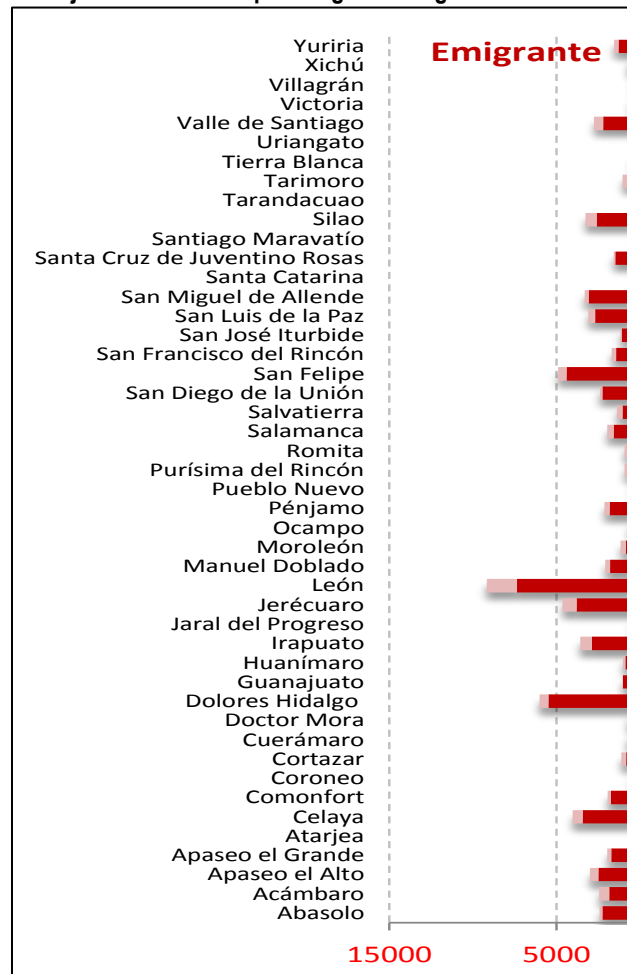 Emigrante
Yuriria
Xichú
Villagrán
Victoria
Valle de Santiago
Uriangato
Tierra Blanca
Tarimoro
Tarandacuao
Silao
Santiago Maravatío
Santa Cruz de Juventino Rosas
Santa Catarina
San Miguel de Allende
San Luis de la Paz
San José Iturbide
San Francisco del Rincón
San Felipe
San Diego de la Unión
Salvatierra
Salamanca
Romita
Purísima del Rincón
Pueblo Nuevo
Pénjamo
Ocampo
Moroleón
Manuel Doblado
León
Jerécuaro
Jaral del Progreso
Irapuato
Huanímaro
Guanajuato
Dolores Hidalgo
Doctor Mora
Cuerámaro
Cortazar
Coroneo
Comonfort
Celaya
Atarjea
Apaseo el Grande
Apaseo el Alto
Acámbaro
Abasolo
15000 5000